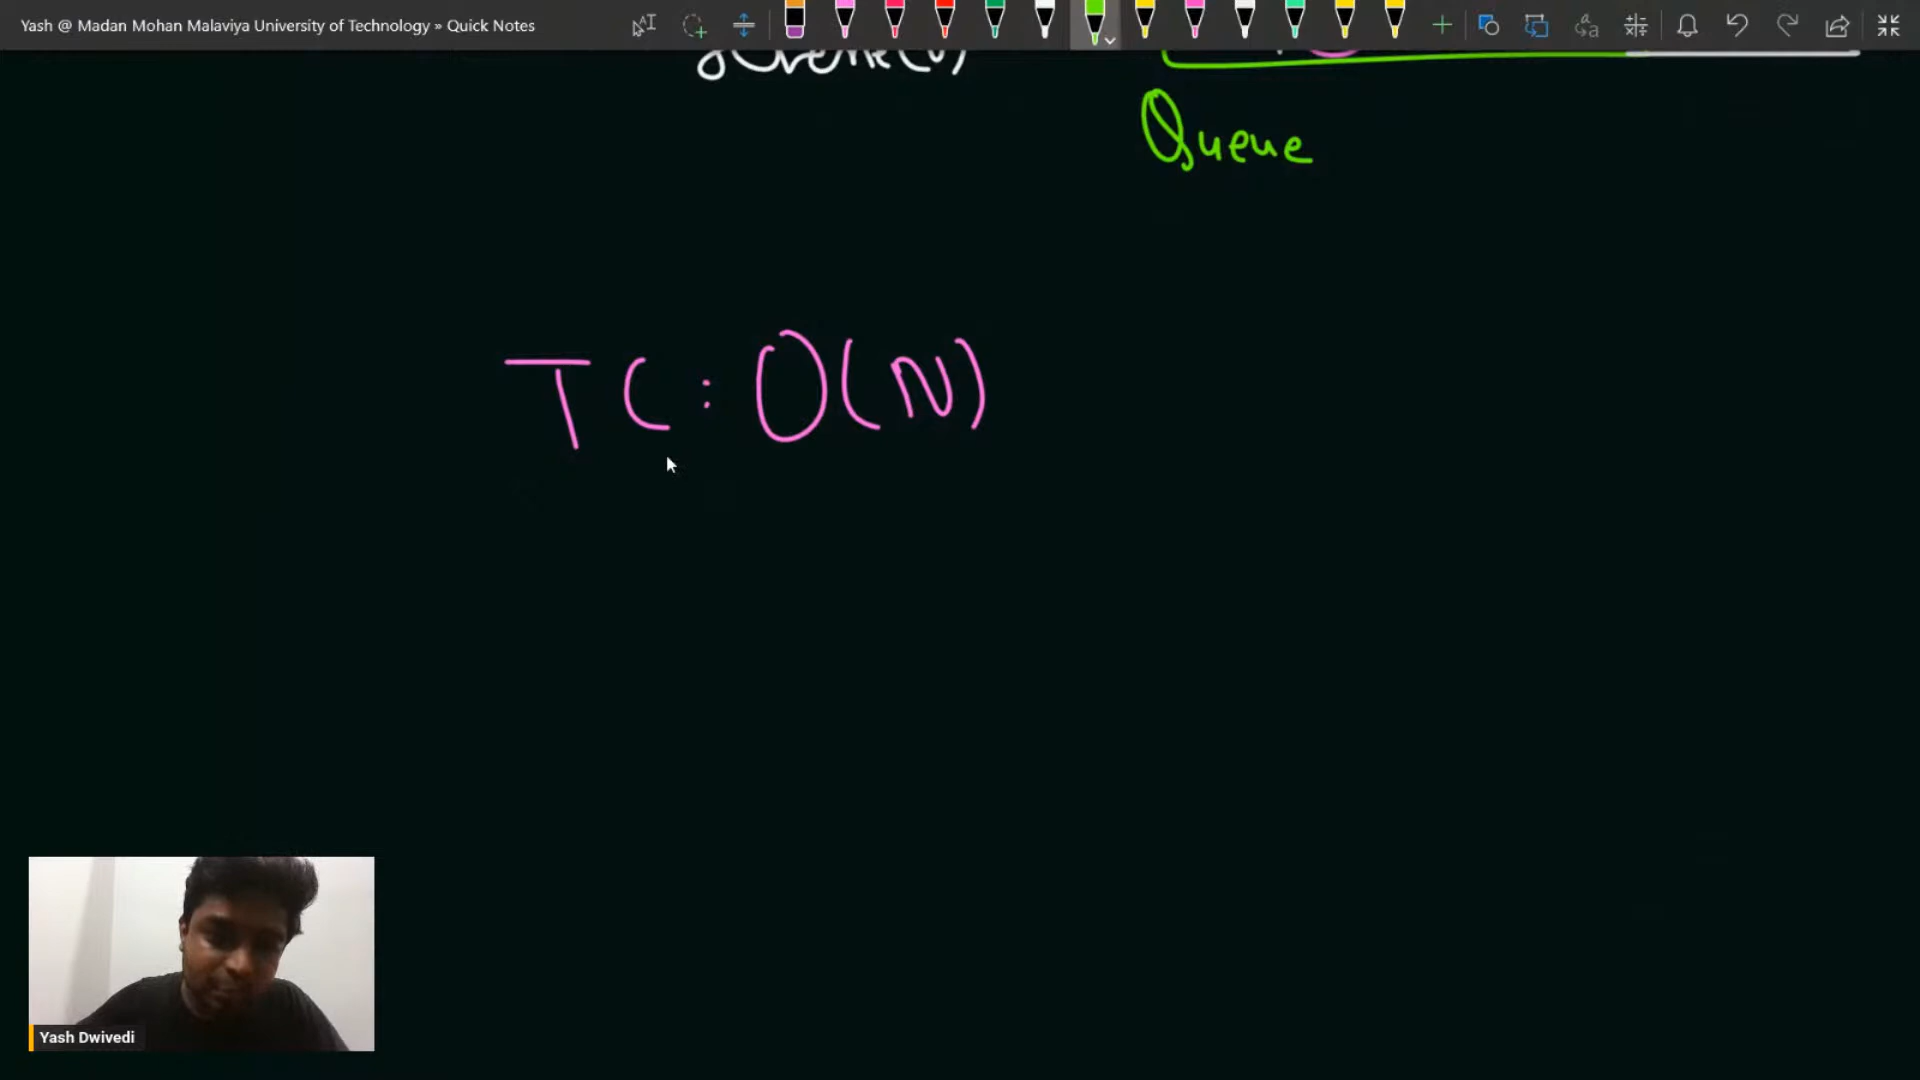 Yash @ Madan Mohan Malaviya University of Technology » Quick Notes
Queue
TC: O(N)
Yash Dwivedi